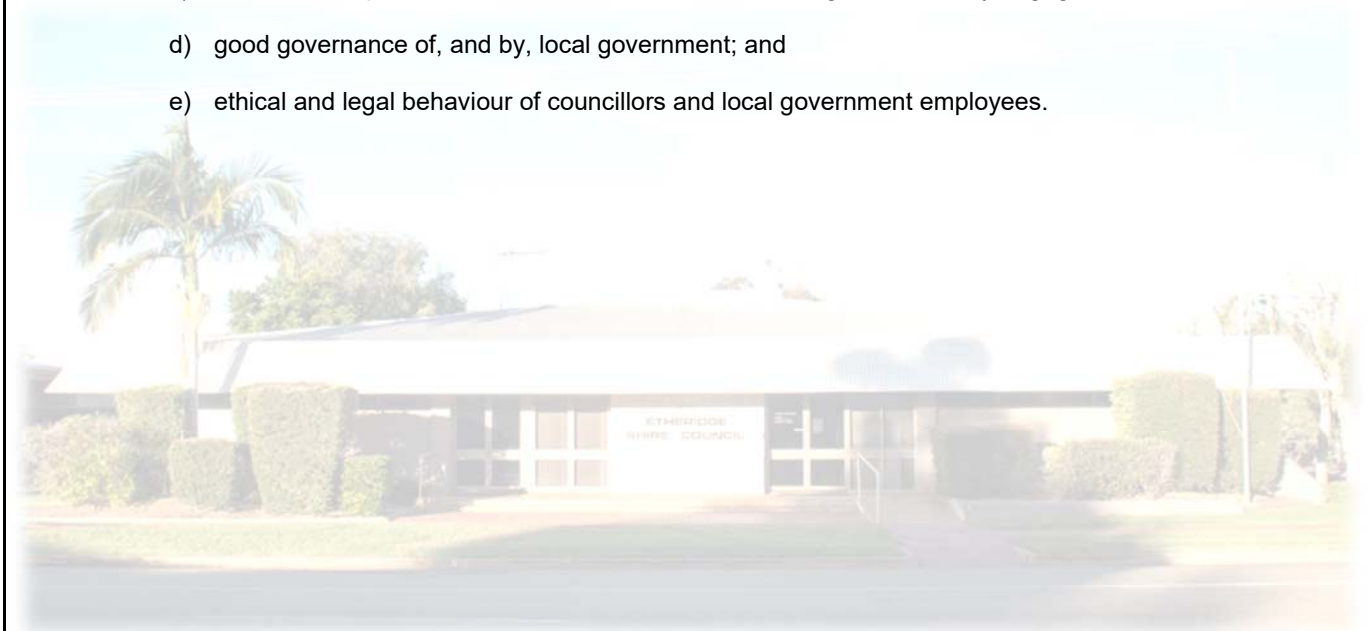 d) good governance of, and by, local government; and
e) ethical and legal behaviour of councillors and local government employees.
ETHERIDGE
SHIRE COUNCIL